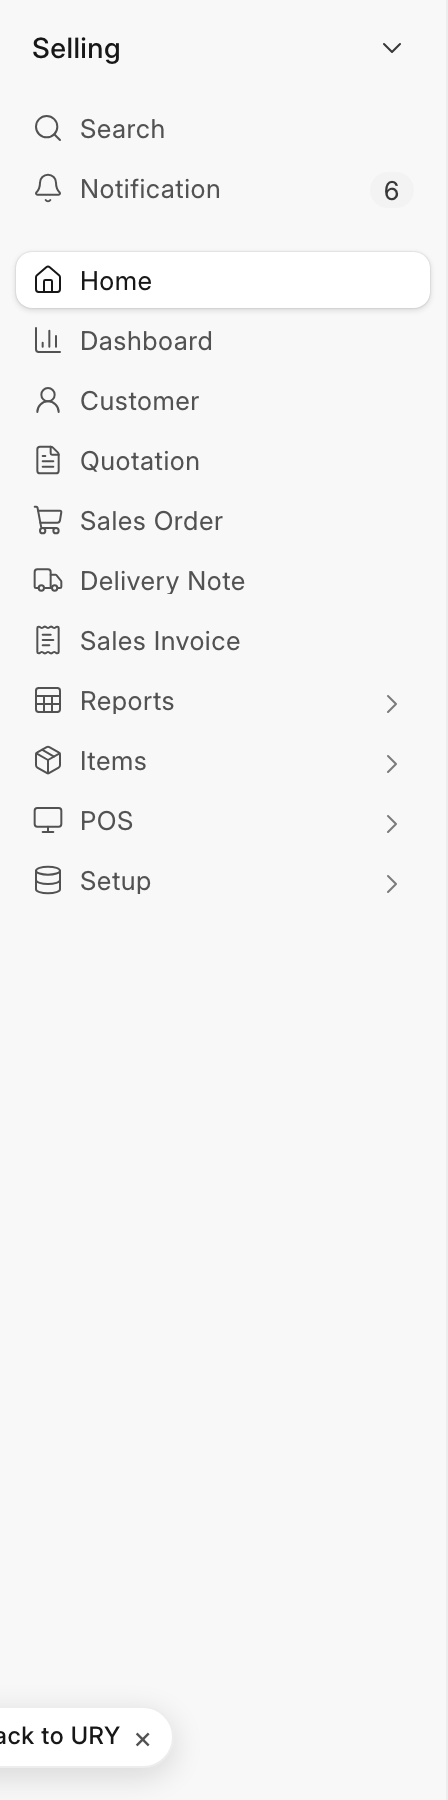 Selling
Search
Notification 6
Home
Dashboard
Customer
Quotation
Sales Order
Delivery Note
Sales Invoice
Reports
Items
POS
Setup
ack to URY ×